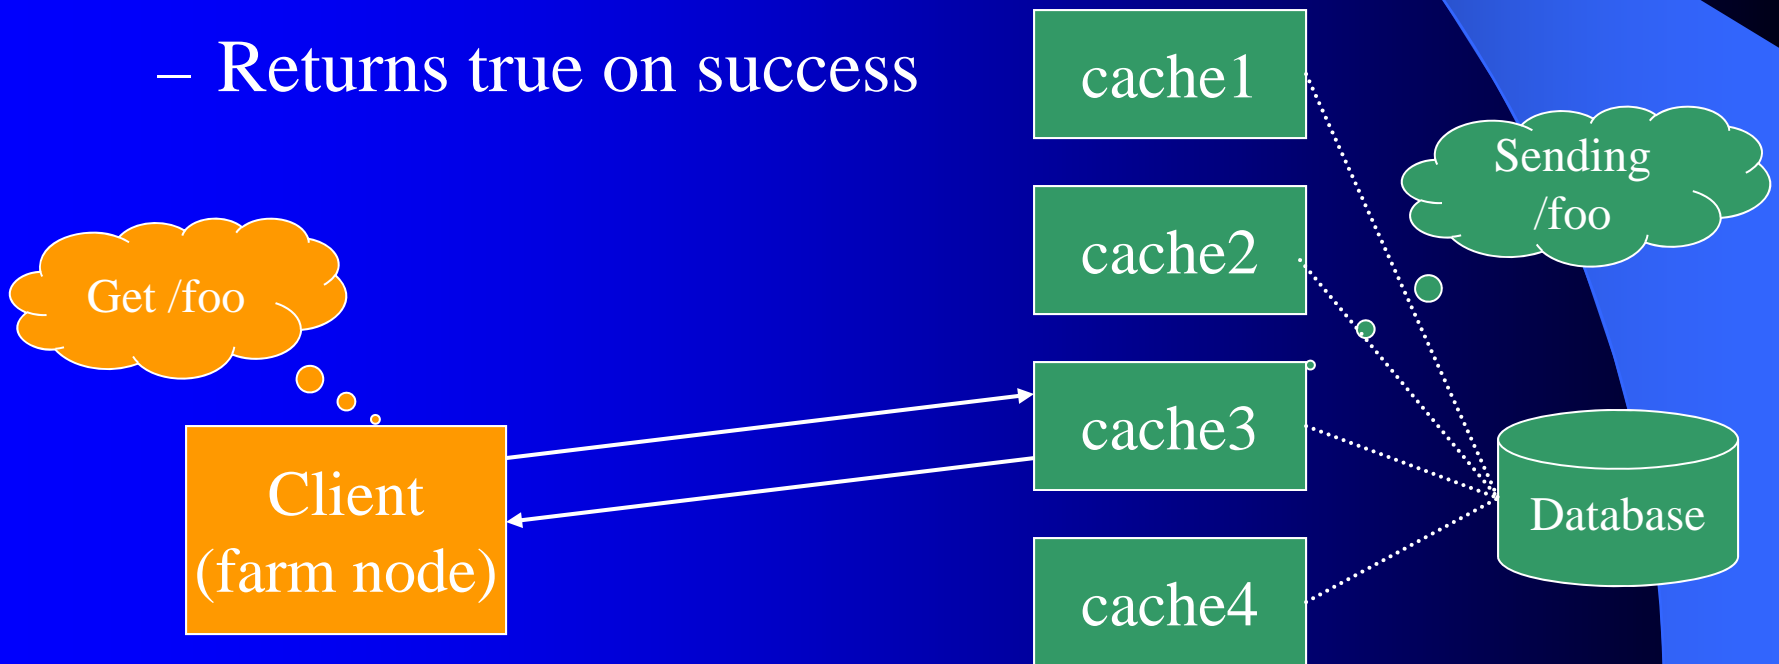 – Returns true on success
cache1
Sending
/foo
cache2
Get /foo
cache3
Client
(farm node)
Database
cache4